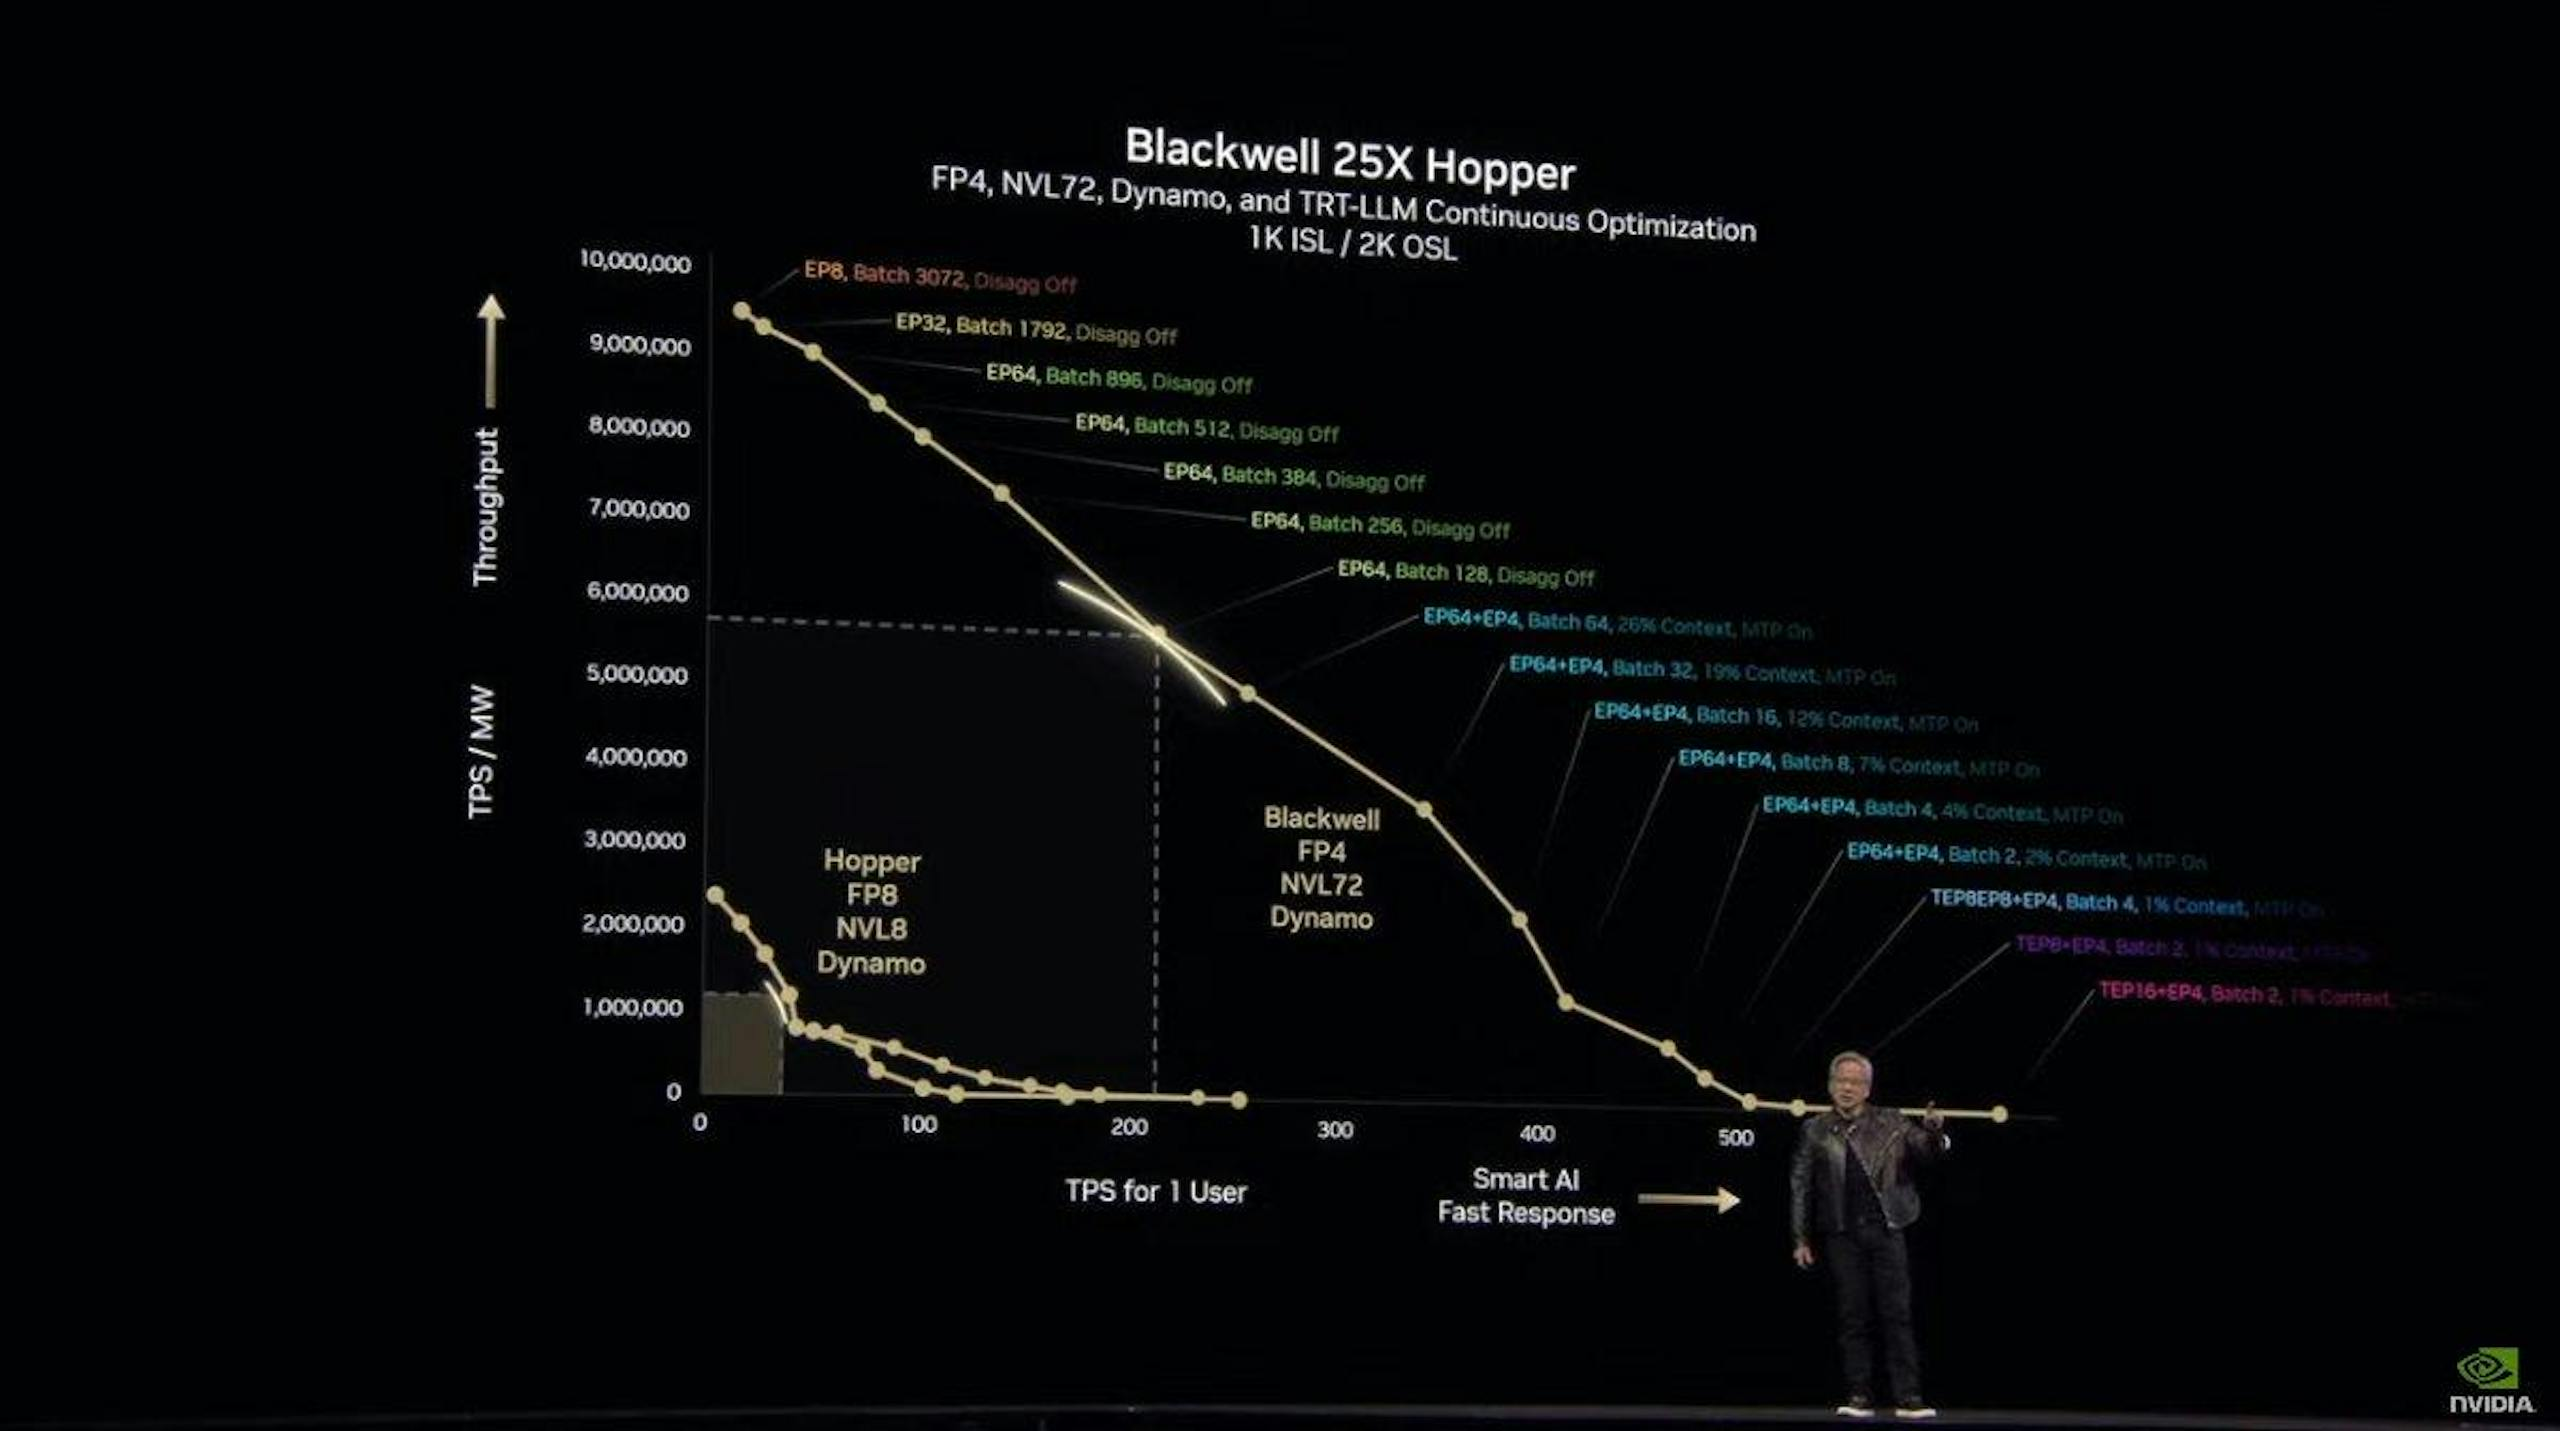 Blackwell 25X Hopper
FP4, NVL72, Dynamo, and TRT-LLM Continuous Optimization
1K ISL / 2K OSL
Throughput
TPS / MW
10,000,000
9,000,000
8,000,000
7,000,000
6,000,000
5,000,000
4,000,000
3,000,000
2,000,000
1,000,000
0
EP8, Batch 3072, Disagg Off
EP32, Batch 1792, Disagg Off
EP64, Batch 896, Disagg Off
EP64, Batch 512, Disagg Off
EP64, Batch 384, Disagg Off
EP64, Batch 256, Disagg Off
EP64, Batch 128, Disagg Off
EP64+EP4, Batch 64, 26% Context, MTP On
EP64+EP4, Batch 32, 19% Context, MTP On
EP64+EP4, Batch 16, 12% Context, MTP On
EP64+EP4, Batch 8, 7% Context, MTP On
EP64+EP4, Batch 4, 4% Context, MTP On
EP64+EP4, Batch 2, 2% Context, MTP On
TEP8EP8+EP4, Batch 4, 1% Context, MTP On
TEP8+EP4, Batch 2, 1% Context,
TEP16+EP4, Batch 2, 1% Context,
Hopper
FP8
NVL8
Dynamo
Blackwell
FP4
NVL72
Dynamo
0
100
200
300
400
500
TPS for 1 User
Smart AI
Fast Response
NVIDIA